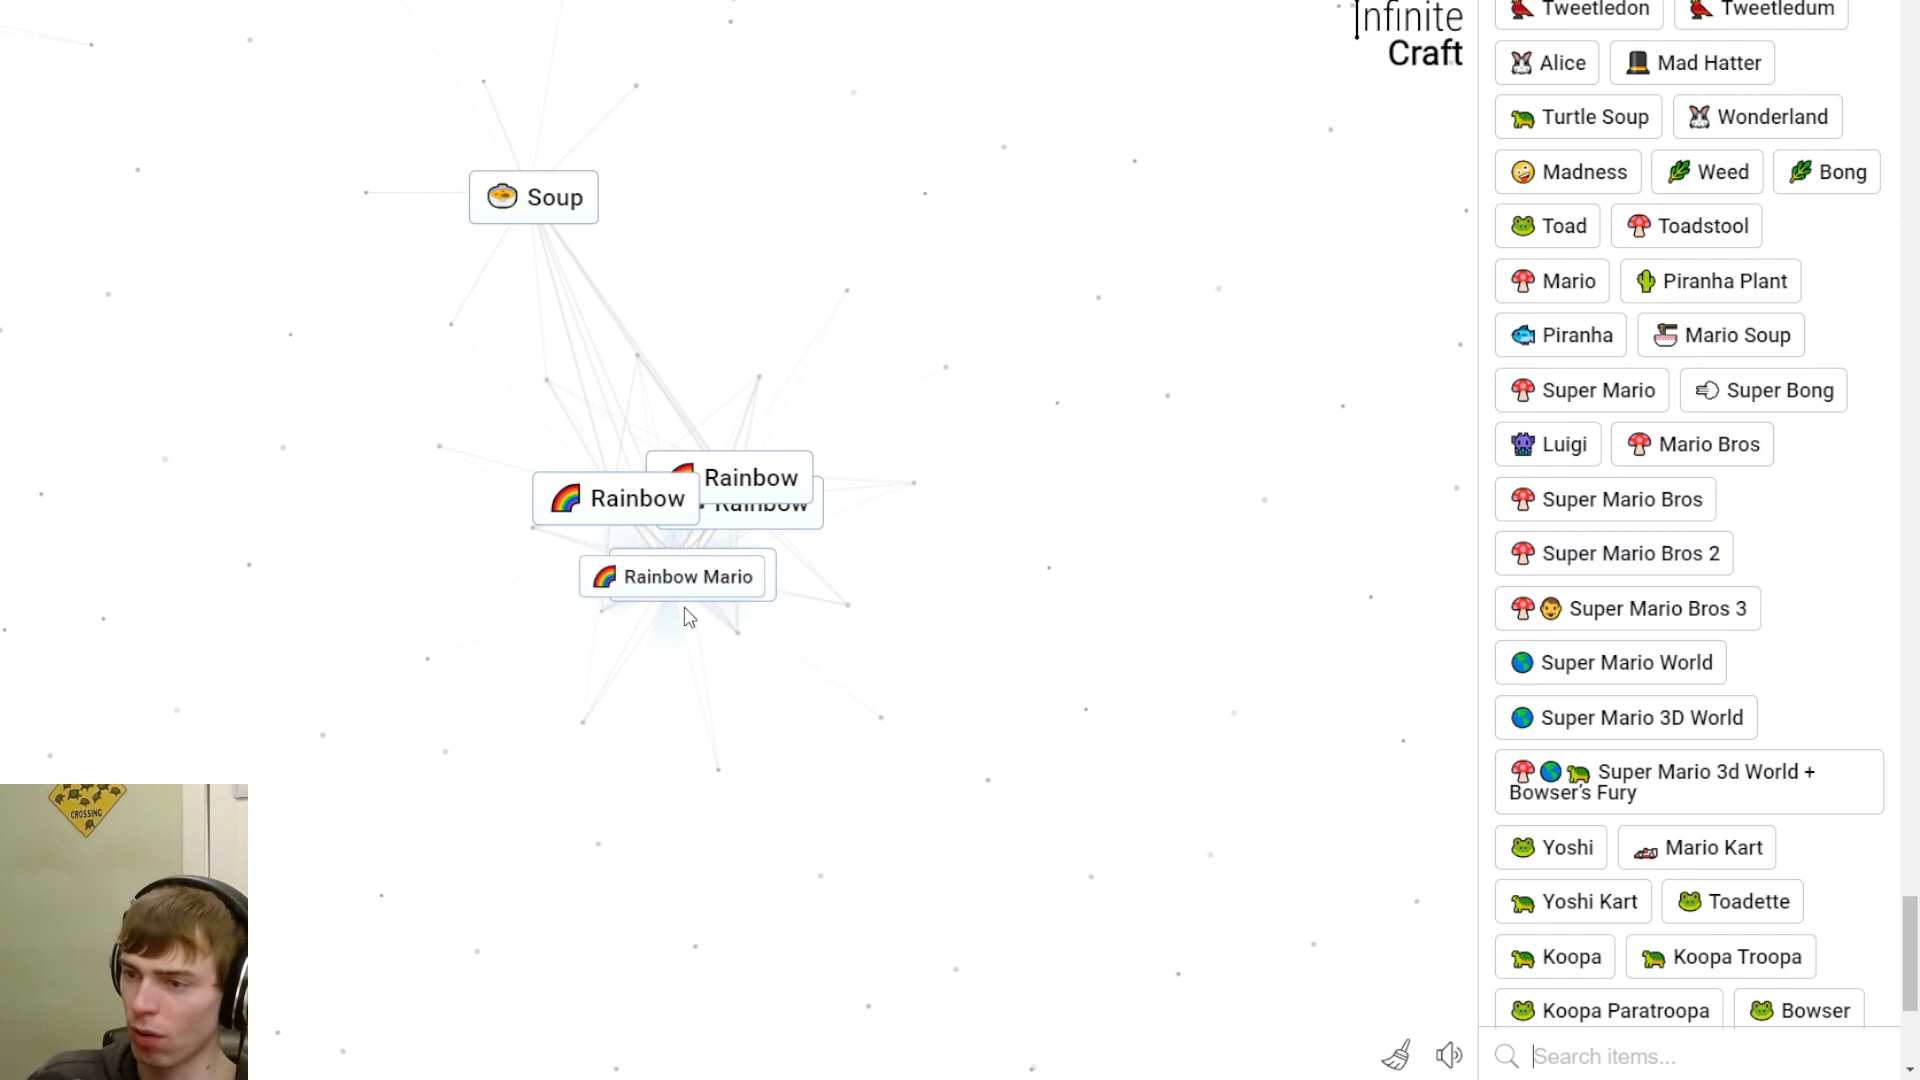 Infinite
Craft
Soup
Rainbow
Rainbow
Rainbow
Rainbow Mario
CROSSING
Tweetledon
Tweetledum
Alice
Mad Hatter
Turtle Soup
Wonderland
Madness
Weed
Bong
Toad
Toadstool
Mario
Piranha Plant
Piranha
Mario Soup
Super Mario
Super Bong
Luigi
Mario Bros
Super Mario Bros
Super Mario Bros 2
Super Mario Bros 3
Super Mario World
Super Mario 3D World
Super Mario 3d World +
Bowser's Fury
Yoshi
Mario Kart
Yoshi Kart
Toadette
Koopa
Koopa Troopa
Koopa Paratroopa
Bowser
Search items...